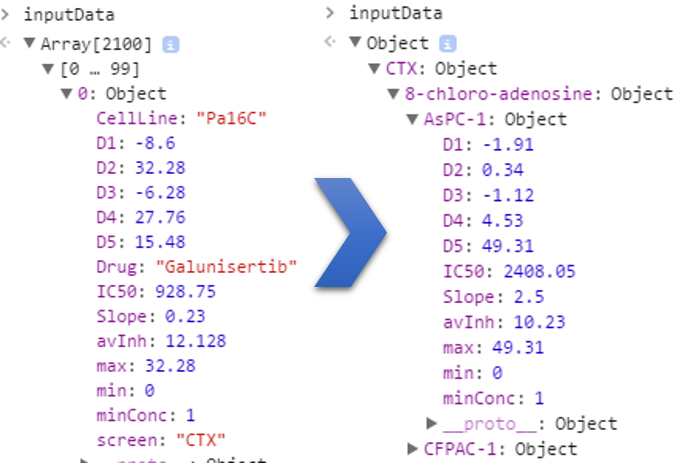 > inputData
Array[2100] i
[0 … 99]
0: Object
CellLine: "Pa16C"
D1: -8.6
D2: 32.28
D3: -6.28
D4: 27.76
D5: 15.48
Drug: "Galunisertib"
IC50: 928.75
Slope: 0.23
avInh: 12.128
max: 32.28
min: 0
minConc: 1
screen: "CTX"
__proto__: Object
> inputData
Object i
CTX: Object
8-chloro-adenosine: Object
AsPC-1: Object
D1: -1.91
D2: 0.34
D3: -1.12
D4: 4.53
D5: 49.31
IC50: 2408.05
Slope: 2.5
avInh: 10.23
max: 49.31
min: 0
minConc: 1
__proto__: Object
CFPAC-1: Object